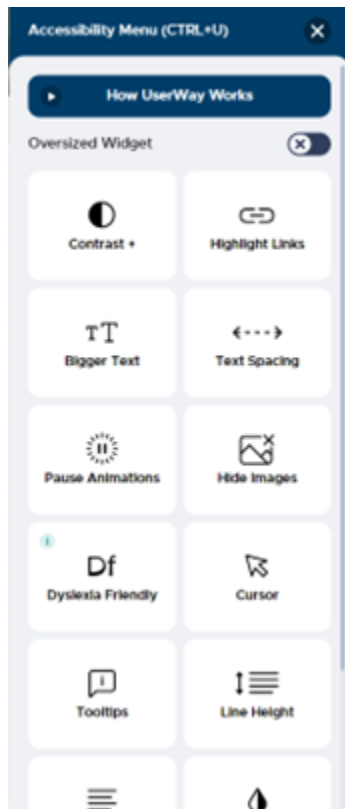 Accessibility Menu (CTRL+U)
How UserWay Works
Oversized Widget
Contrast +
Highlight Links
TT
Bigger Text
Text Spacing
Pause Animations
Hide Images
Df
Dyslexia Friendly
Cursor
Tooltips
Line Height